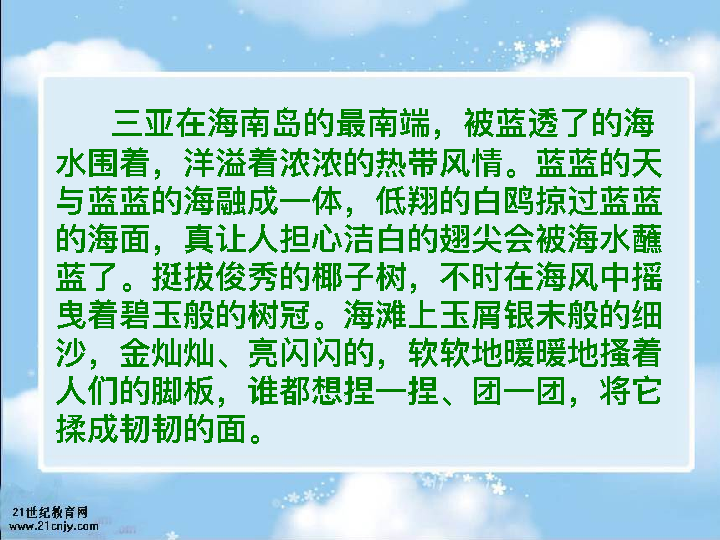 三亚在海南岛的最南端，被蓝透了的海
水围着，洋溢着浓浓的热带风情。蓝蓝的天
与蓝蓝的海融成一体，低翔的白鸥掠过蓝蓝
的海面，真让人担心洁白的翅尖会被海水蘸
蓝了。挺拔俊秀的椰子树，不时在海风中摇
曳着碧玉般的树冠。海滩上玉屑银末般的细
沙，金灿灿、亮闪闪的，软软地暖暖地搔着
人们的脚板，谁都想捏一捏、团一团，将它
揉成韧韧的面。
21世纪教育网
www.21cnjy.com